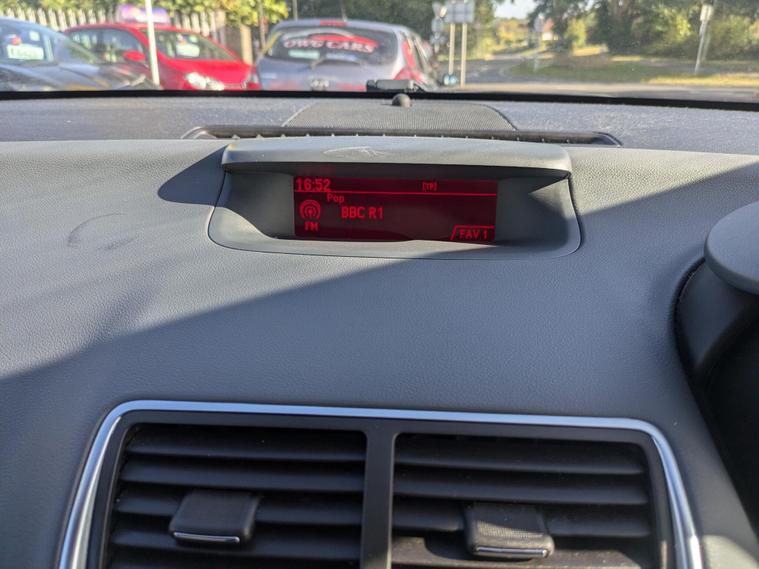 OWG CARS
16:52
[TP]
Pop
BBC R1
FM
FAV 1